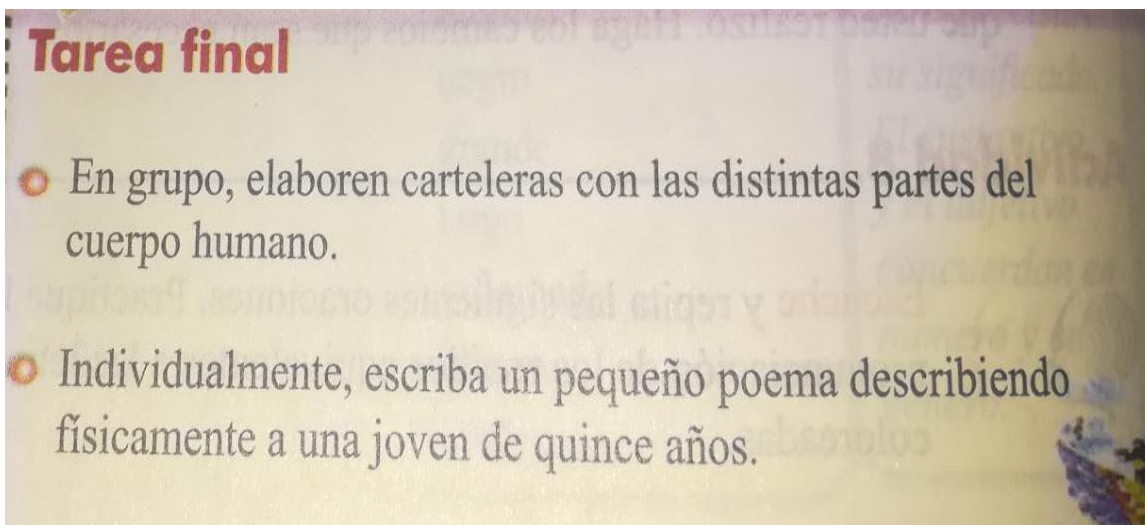 Tarea final
En grupo, elaboren carteleras con las distintas partes del
cuerpo humano.
Individualmente, escriba un pequeño poema describiendo
físicamente a una joven de quince años.